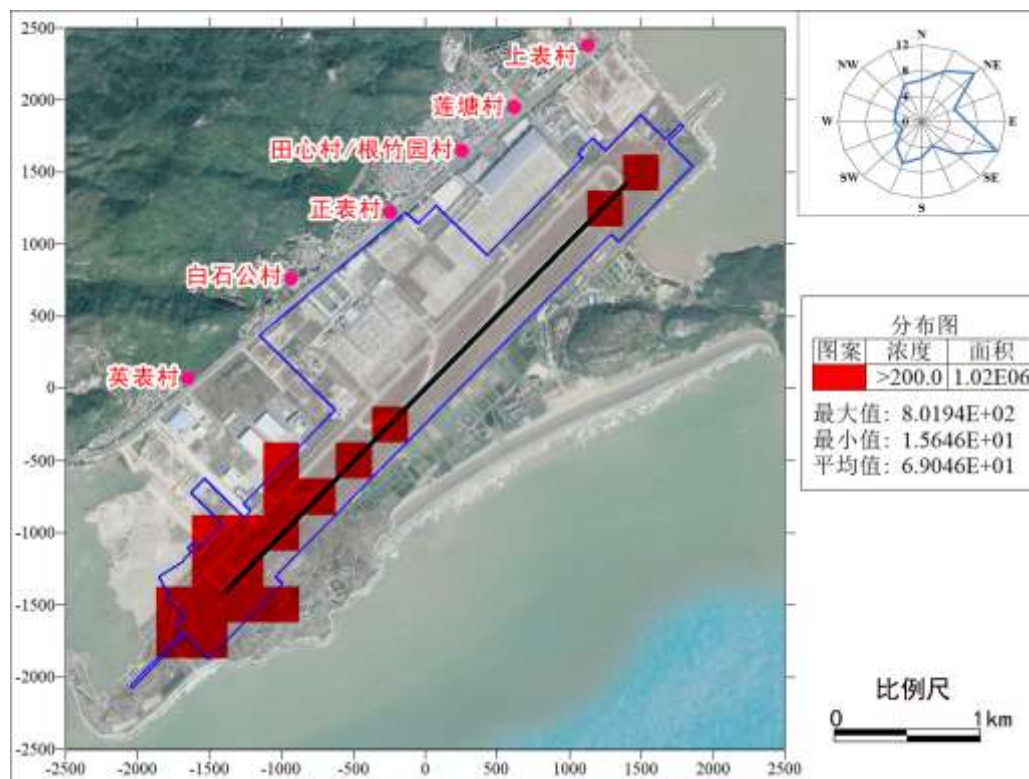 2500
2000
1500
1000
500
0
-500
-1000
-1500
-2000
-2500
-2500
-2000
-1500
-1000
-500
0
500
1000
1500
2000
2500
上表村
莲塘村
田心村/根竹园村
正表村
白石公村
英表村
N
NE
E
SE
S
SW
W
NW
12
8
4
0
分布图
图案 浓度 面积
>200.0 1.02E06
最大值: 8.0194E+02
最小值: 1.5646E+01
平均值: 6.9046E+01
比例尺
0 1km